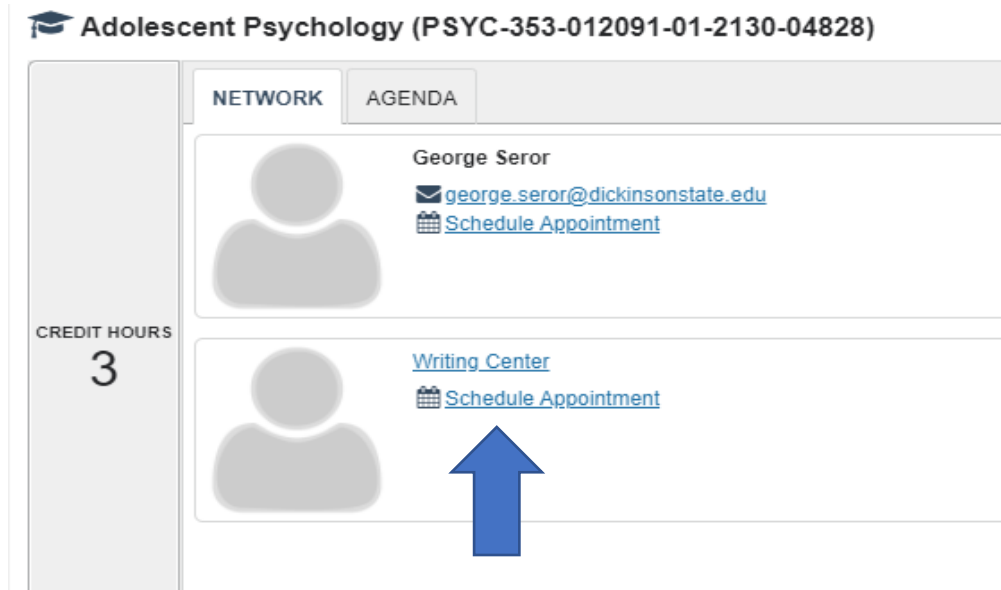 Adolescent Psychology (PSYC-353-012091-01-2130-04828)
NETWORK AGENDA
CREDIT HOURS
3
George Seror
george.seror@dickinsonstate.edu
Schedule Appointment
Writing Center
Schedule Appointment